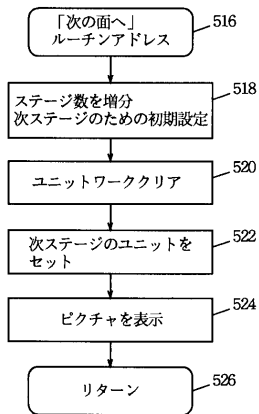 「次の面へ」
ルーチンアドレス
516
ステージ数を増分
次ステージのための初期設定
518
ユニットワーククリア
520
次ステージのユニットを
セット
522
ピクチャを表示
524
リターン
526